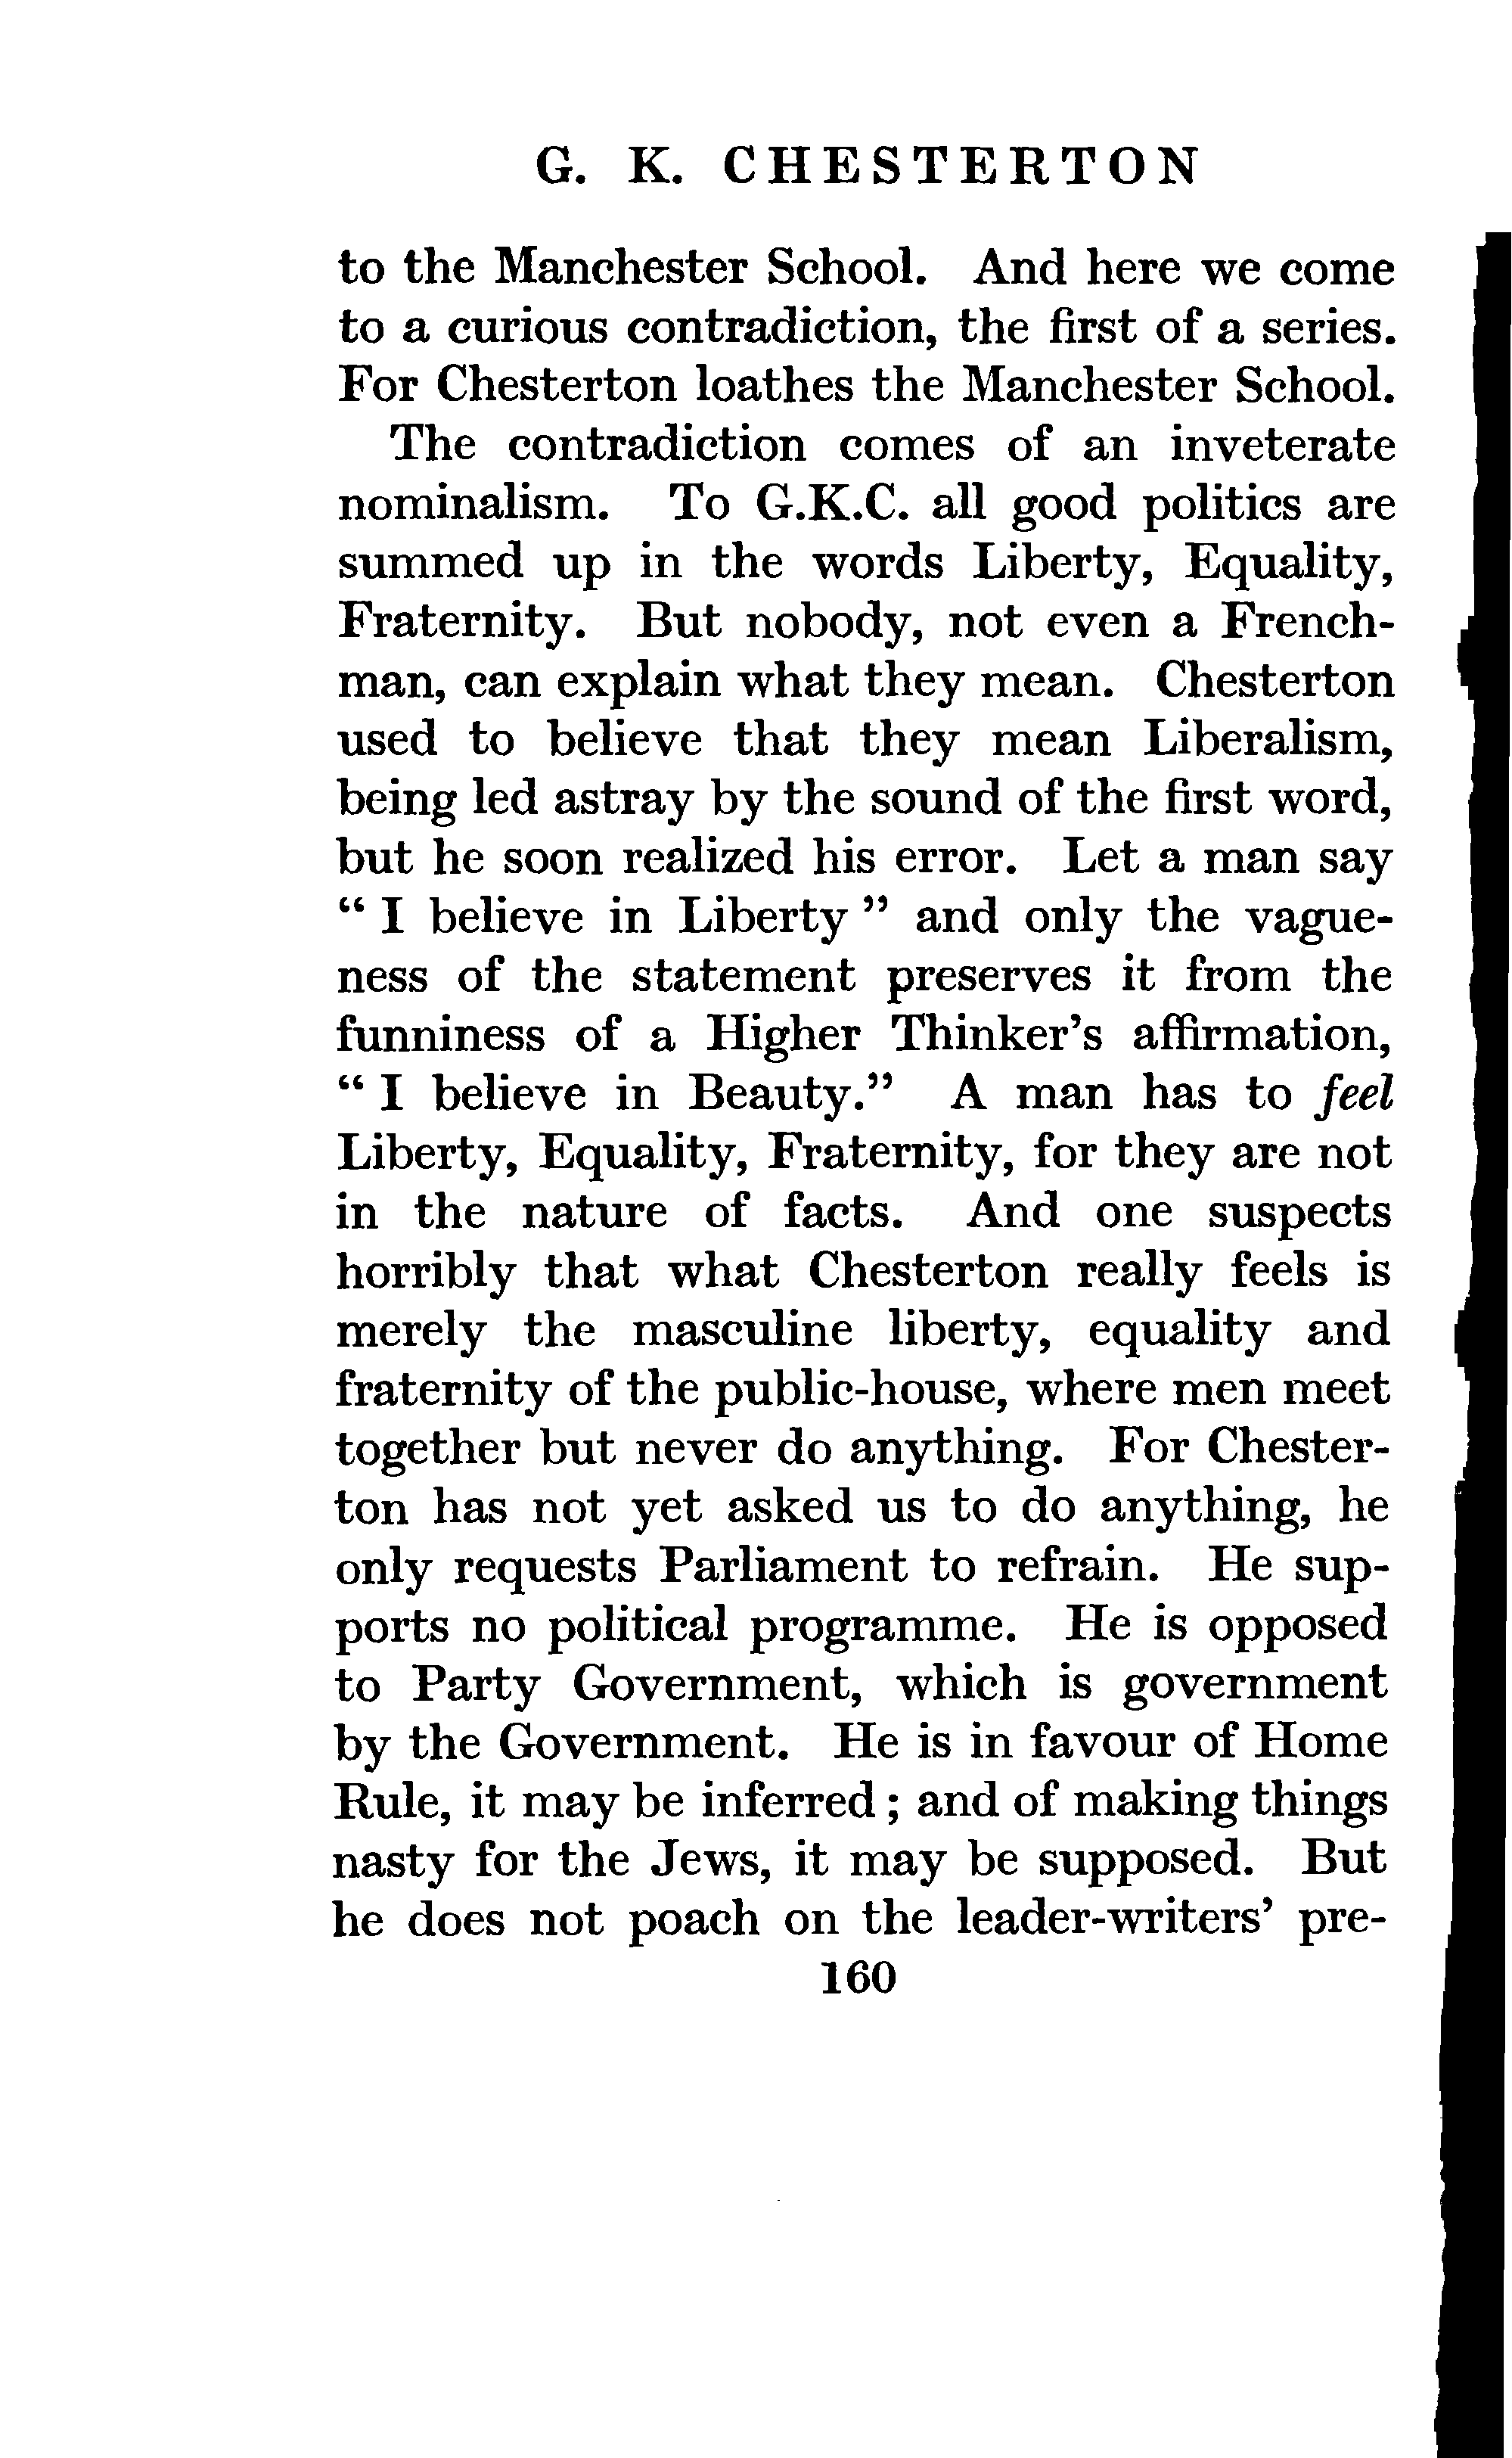 G. K. CHESTERTON
to the Manchester School. And here we come
to a curious contradiction, the first of a series.
For Chesterton loathes the Manchester School.
The contradiction comes of an inveterate
nominalism. To G.K.C. all good politics are
summed up in the words Liberty, Equality,
Fraternity. But nobody, not even a French-
man, can explain what they mean. Chesterton
used to believe that they mean Liberalism,
being led astray by the sound of the first word,
but he soon realized his error. Let a man say
“ I believe in Liberty ” and only the vague-
ness of the statement preserves it from the
funniness of a Higher Thinker’s affirmation,
“ I believe in Beauty.” A man has to feel
Liberty, Equality, Fraternity, for they are not
in the nature of facts. And one suspects
horribly that what Chesterton really feels is
merely the masculine liberty, equality and
fraternity of the public-house, where men meet
together but never do anything. For Chester-
ton has not yet asked us to do anything, he
only requests Parliament to refrain. He sup-
ports no political programme. He is opposed
to Party Government, which is government
by the Government. He is in favour of Home
Rule, it may be inferred ; and of making things
nasty for the Jews, it may be supposed. But
he does not poach on the leader-writers’ pre-
160